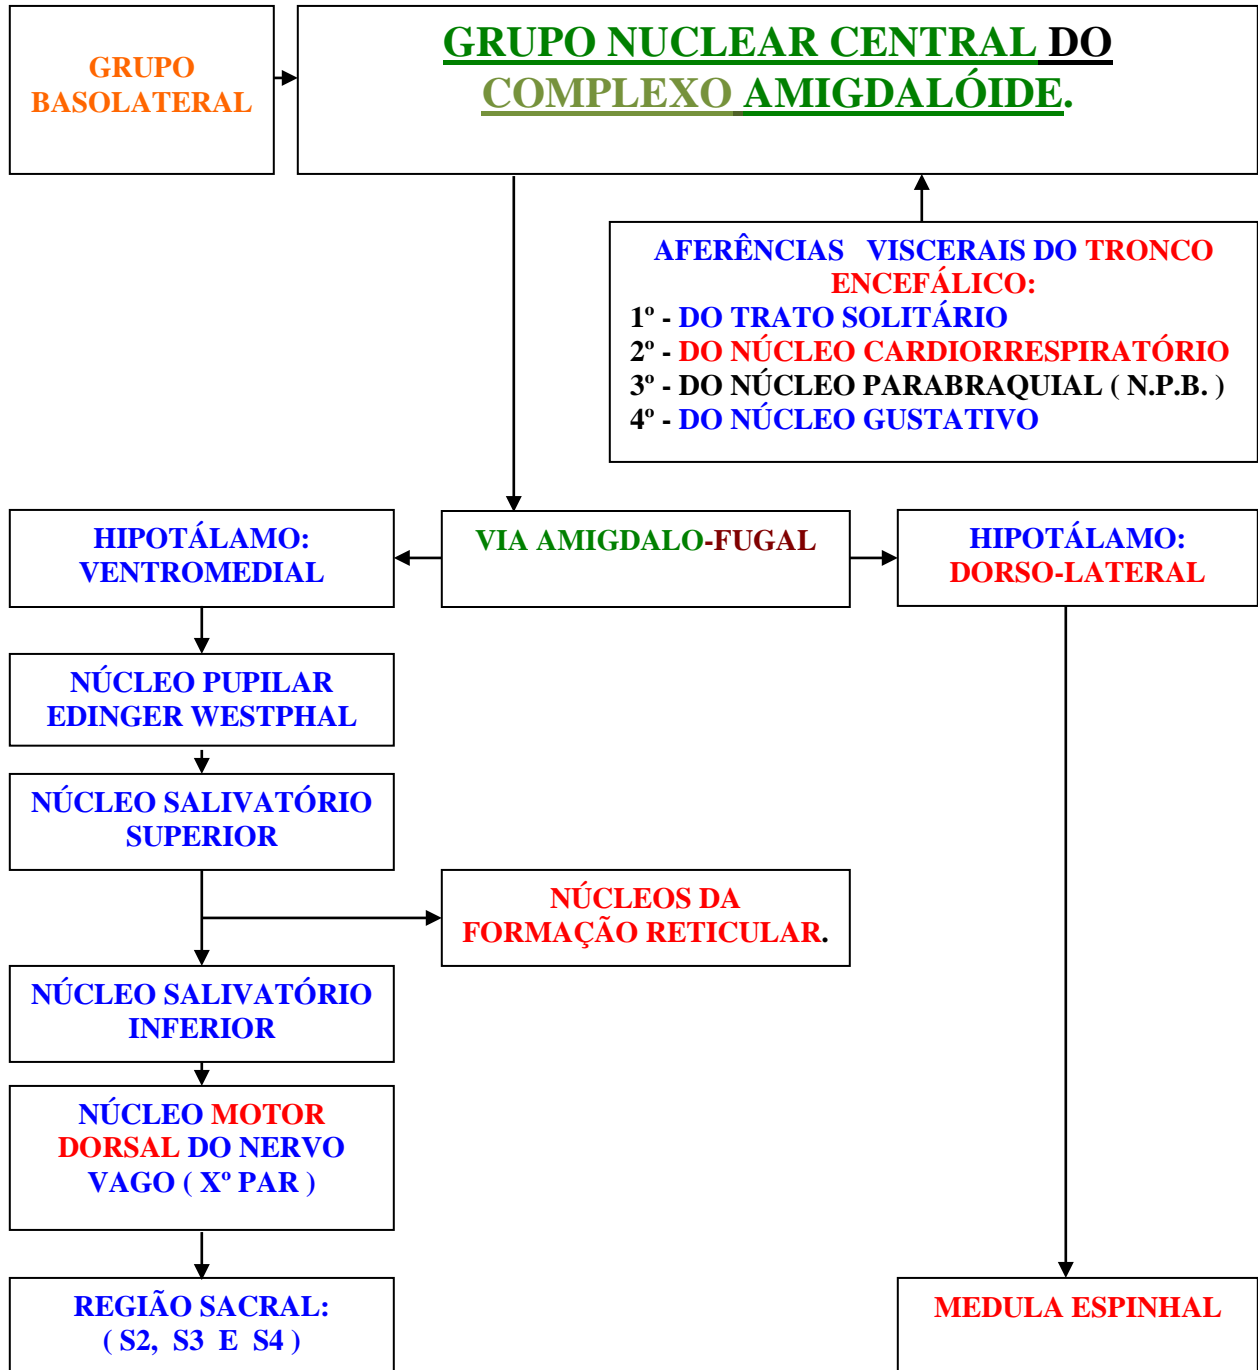 GRUPO
BASOLATERAL
GRUPO NUCLEAR CENTRAL DO
COMPLEXO AMIGDALÓIDE.
AFERÊNCIAS VISCERAIS DO TRONCO
ENCEFÁLICO:
1º - DO TRATO SOLITÁRIO
2º - DO NÚCLEO CARDIORRESPIRATÓRIO
3º - DO NÚCLEO PARABRAQUIAL ( N.P.B. )
4º - DO NÚCLEO GUSTATIVO
HIPOTÁLAMO:
VENTROMEDIAL
VIA AMIGDALO-FUGAL
HIPOTÁLAMO:
DORSO-LATERAL
NÚCLEO PUPILAR
EDINGER WESTPHAL
NÚCLEO SALIVATÓRIO
SUPERIOR
NÚCLEOS DA
FORMAÇÃO RETICULAR.
NÚCLEO SALIVATÓRIO
INFERIOR
NÚCLEO MOTOR
DORSAL DO NERVO
VAGO ( Xº PAR )
REGIÃO SACRAL:
( S2, S3 E S4 )
MEDULA ESPINHAL